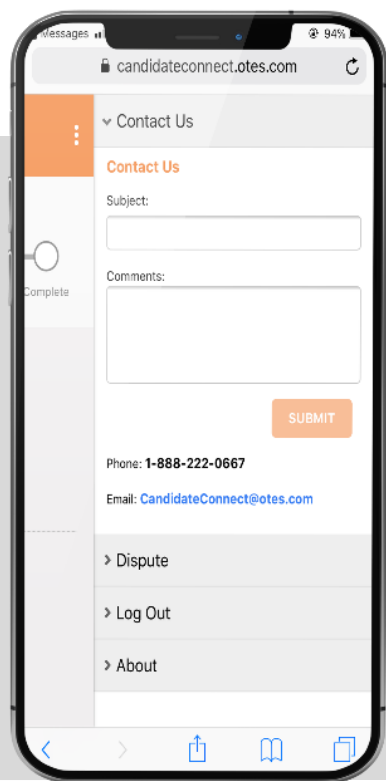 Messages
94%
candidateconnect.otes.com
Contact Us
Contact Us
Subject:
Complete
Comments:
SUBMIT
Phone: 1-888-222-0667
Email: CandidateConnect@otes.com
Dispute
Log Out
About